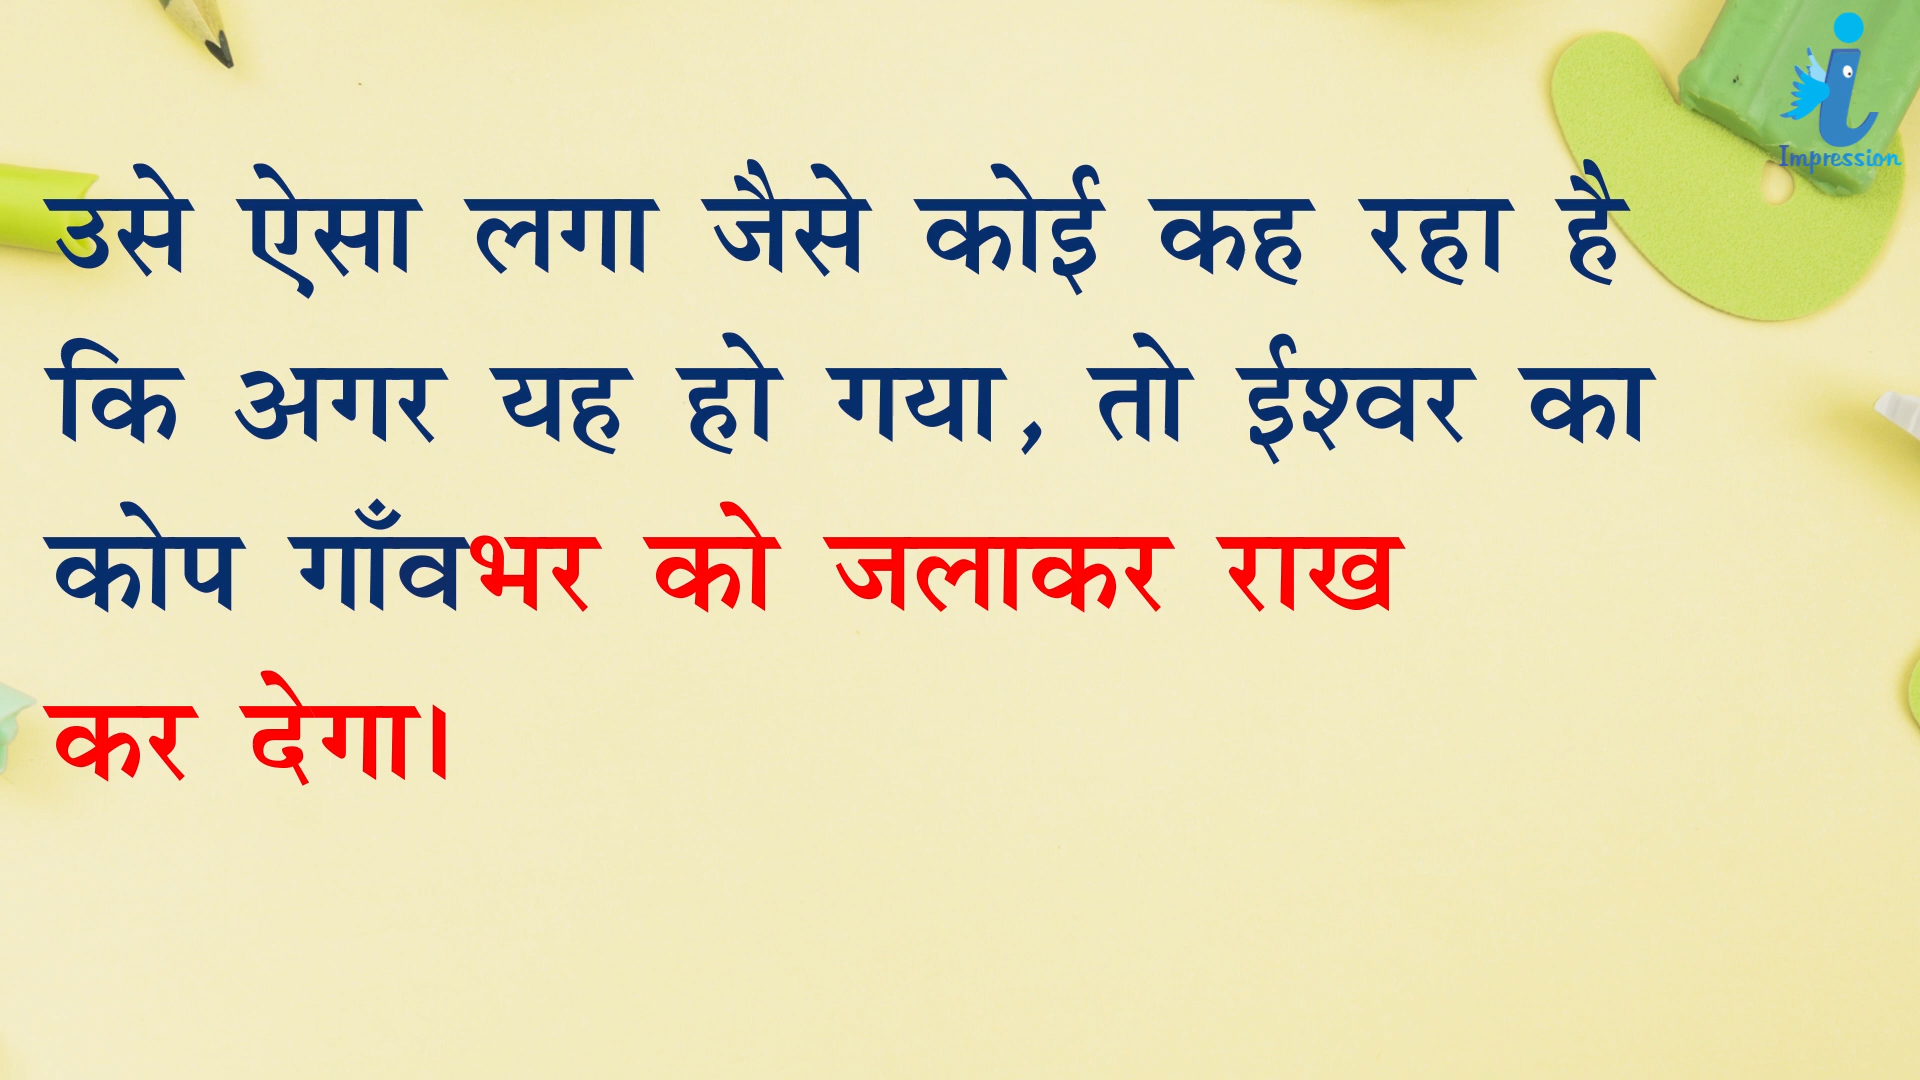 Impression
उसे ऐसा लगा जैसे कोई कह रहा है
कि अगर यह हो गया, तो ईश्वर का
कोप गाँवभर को जलाकर राख
कर देगा।